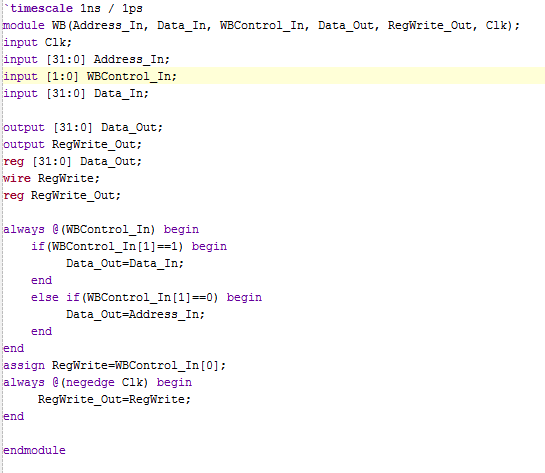 `timescale 1ns / 1ps
module WB(Address_In, Data_In, WBControl_In, Data_Out, RegWrite_Out, Clk);
input Clk;
input [31:0] Address_In;
input [1:0] WBControl_In;
input [31:0] Data_In;

output [31:0] Data_Out;
output RegWrite_Out;
reg [31:0] Data_Out;
wire RegWrite;
reg RegWrite_Out;

always @(WBControl_In) begin
    if(WBControl_In[1]==1) begin
         Data_Out=Data_In;
    end
    else if(WBControl_In[1]==0) begin
         Data_Out=Address_In;
    end
end
assign RegWrite=WBControl_In[0];
always @(negedge Clk) begin
     RegWrite_Out=RegWrite;
end

endmodule